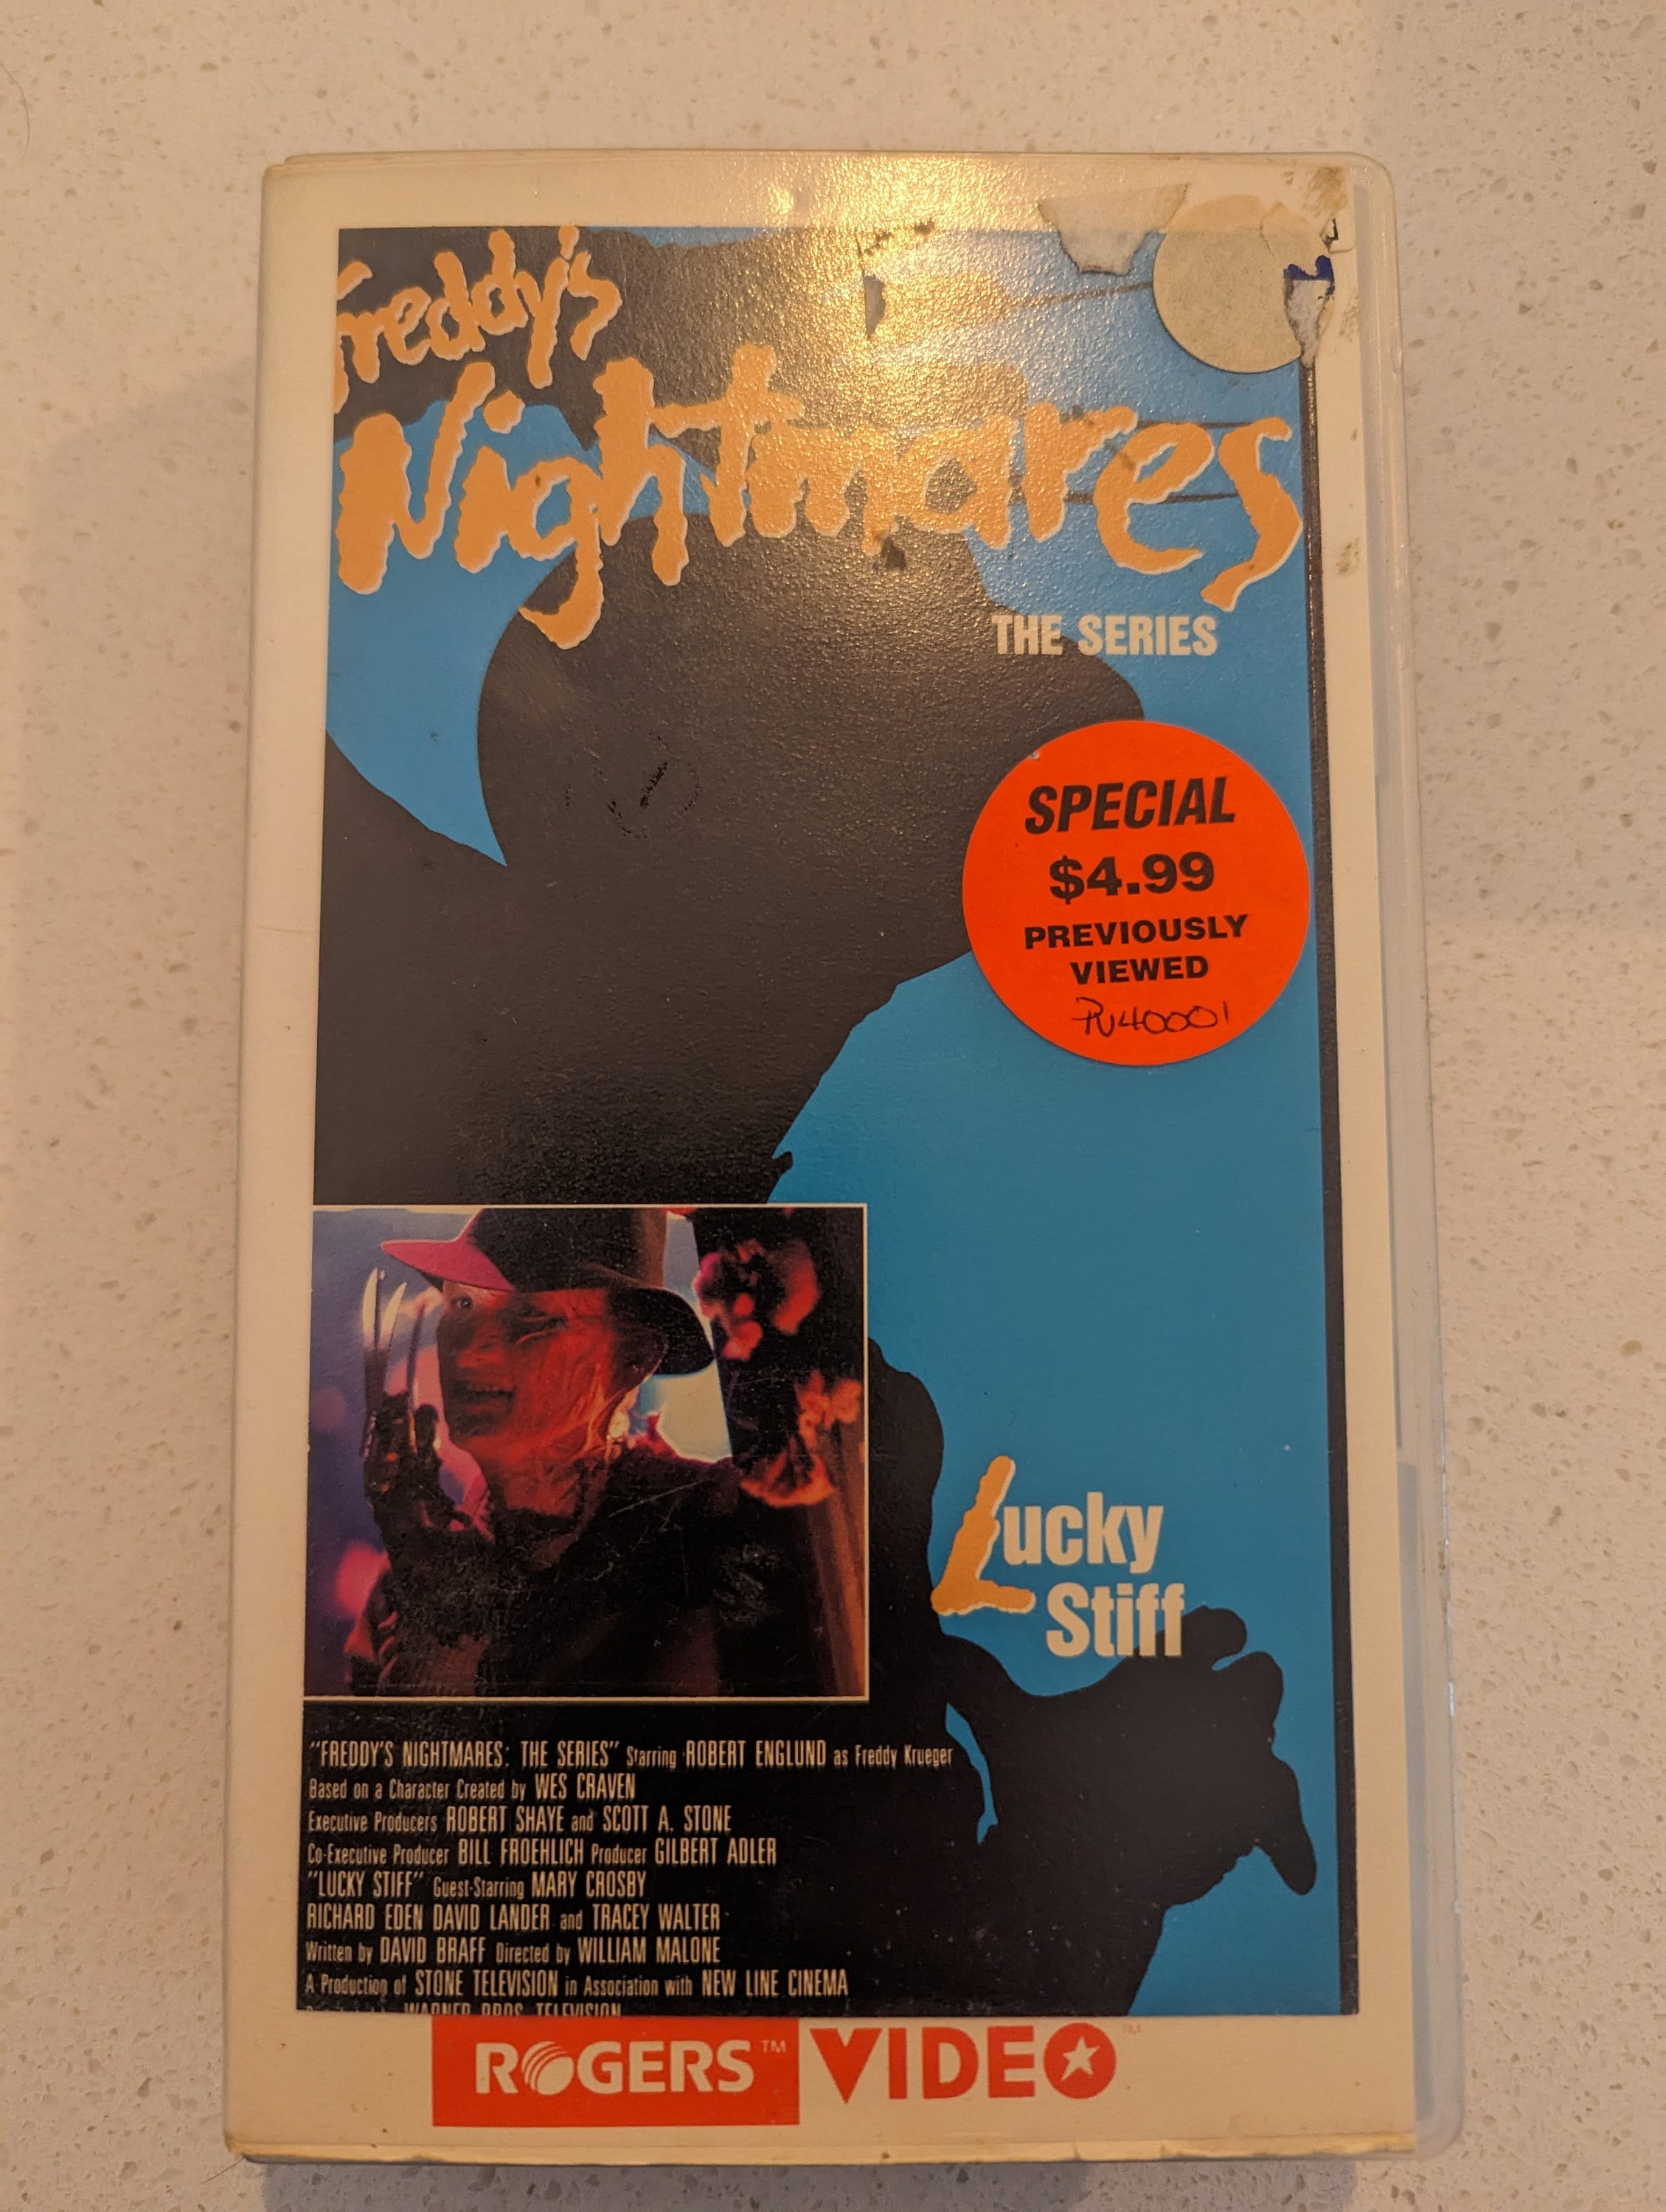 Freddy's
Nightmares
THE SERIES
SPECIAL
$4.99
PREVIOUSLY
VIEWED
PV40001
Lucky
Stiff
"FREDDY'S NIGHTMARES: THE SERIES" Starring ROBERT ENGLUND as Freddy Krueger
Based on a Character Created by WES CRAVEN
Executive Producers ROBERT SHAYE and SCOTT A. STONE
Co-Executive Producer BILL FROEHLICH Producer GILBERT ADLER
"LUCKY STIFF" Guest-Starring MARY CROSBY
RICHARD EDEN DAVID LANDER and TRACEY WALTER
Written by DAVID BRAFF Directed by WILLIAM MALONE
A Production of STONE TELEVISION in Association with NEW LINE CINEMA
WARNER BROS. TELEVISION
ROGERS™ VIDEO™